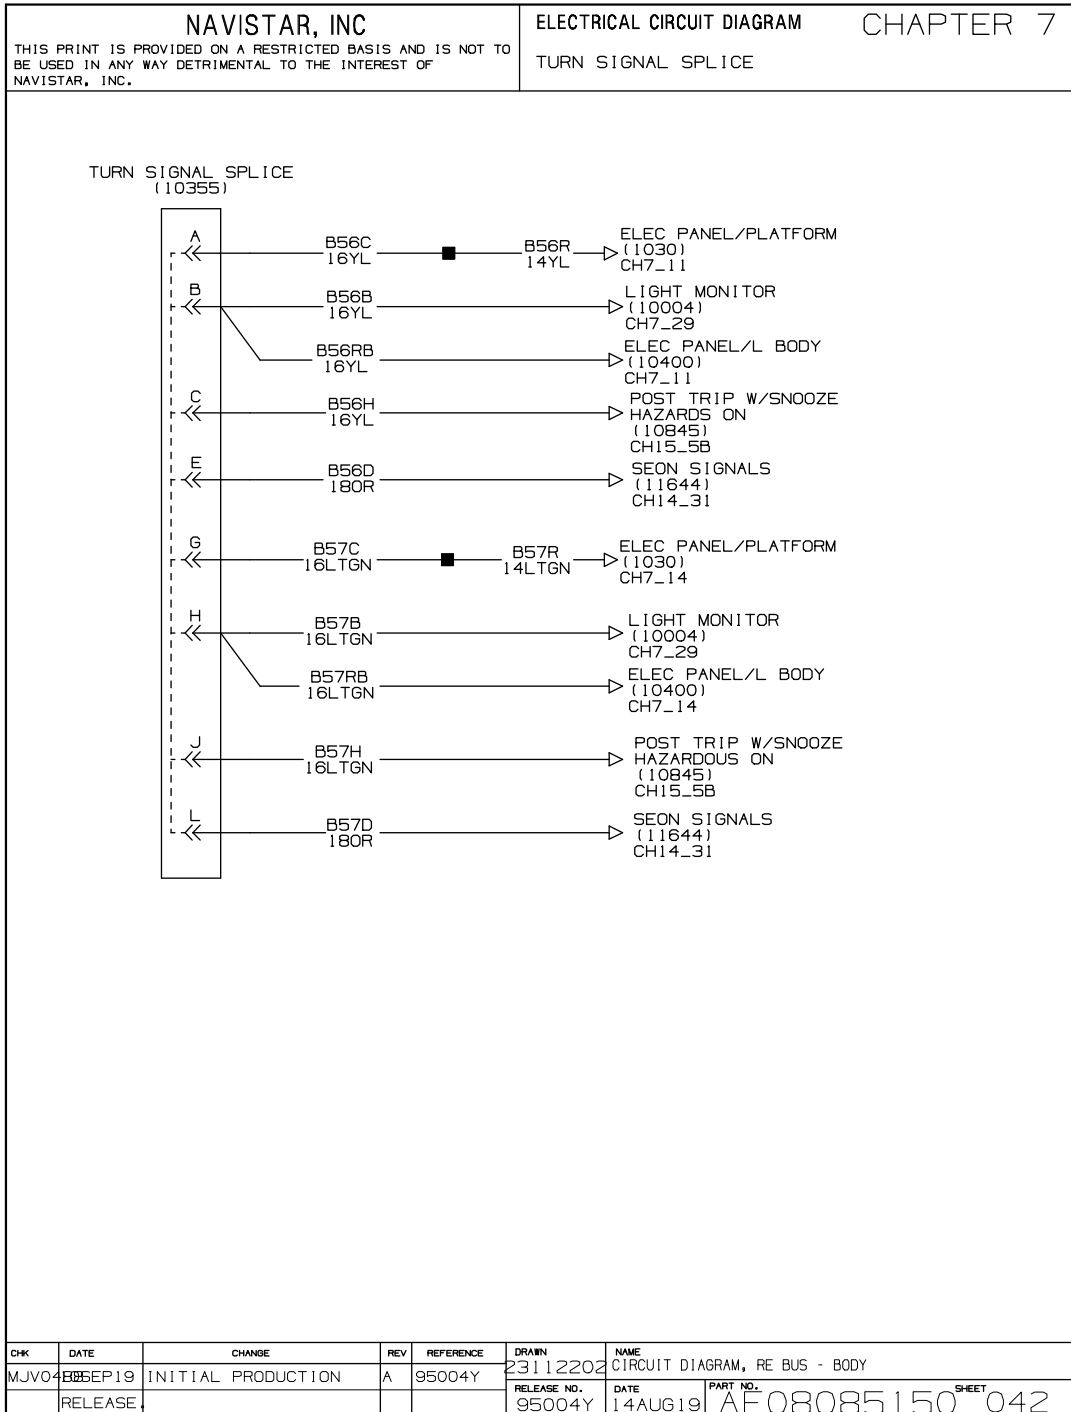 NAVISTAR, INC
THIS PRINT IS PROVIDED ON A RESTRICTED BASIS AND IS NOT TO
BE USED IN ANY WAY DETRIMENTAL TO THE INTEREST OF
NAVISTAR, INC.
ELECTRICAL CIRCUIT DIAGRAM
CHAPTER 7
TURN SIGNAL SPLICE
TURN SIGNAL SPLICE
(10355)
A
B56C
16YL
B56R
14YL
ELEC PANEL/PLATFORM
(1030)
CH7_11
B
B56B
16YL
LIGHT MONITOR
(10004)
CH7_29
B56RB
16YL
ELEC PANEL/L BODY
(10400)
CH7_11
C
B56H
16YL
POST TRIP W/SNOOZE
HAZARDS ON
(10845)
CH15_5B
E
B56D
18OR
SEON SIGNALS
(11644)
CH14_31
G
B57C
16LTGN
B57R
14LTGN
ELEC PANEL/PLATFORM
(1030)
CH7_14
H
B57B
16LTGN
LIGHT MONITOR
(10004)
CH7_29
B57RB
16LTGN
ELEC PANEL/L BODY
(10400)
CH7_14
J
B57H
16LTGN
POST TRIP W/SNOOZE
HAZARDOUS ON
(10845)
CH15_5B
L
B57D
18OR
SEON SIGNALS
(11644)
CH14_31
CHK DATE CHANGE REV REFERENCE
INITIAL PRODUCTION A 95004Y
RELEASE.
DRAWN
23112202
NAME
CIRCUIT DIAGRAM, RE BUS - BODY
RELEASE NO.
95004Y
DATE
14AUG19
PART NO.
AF08085150
SHEET
042